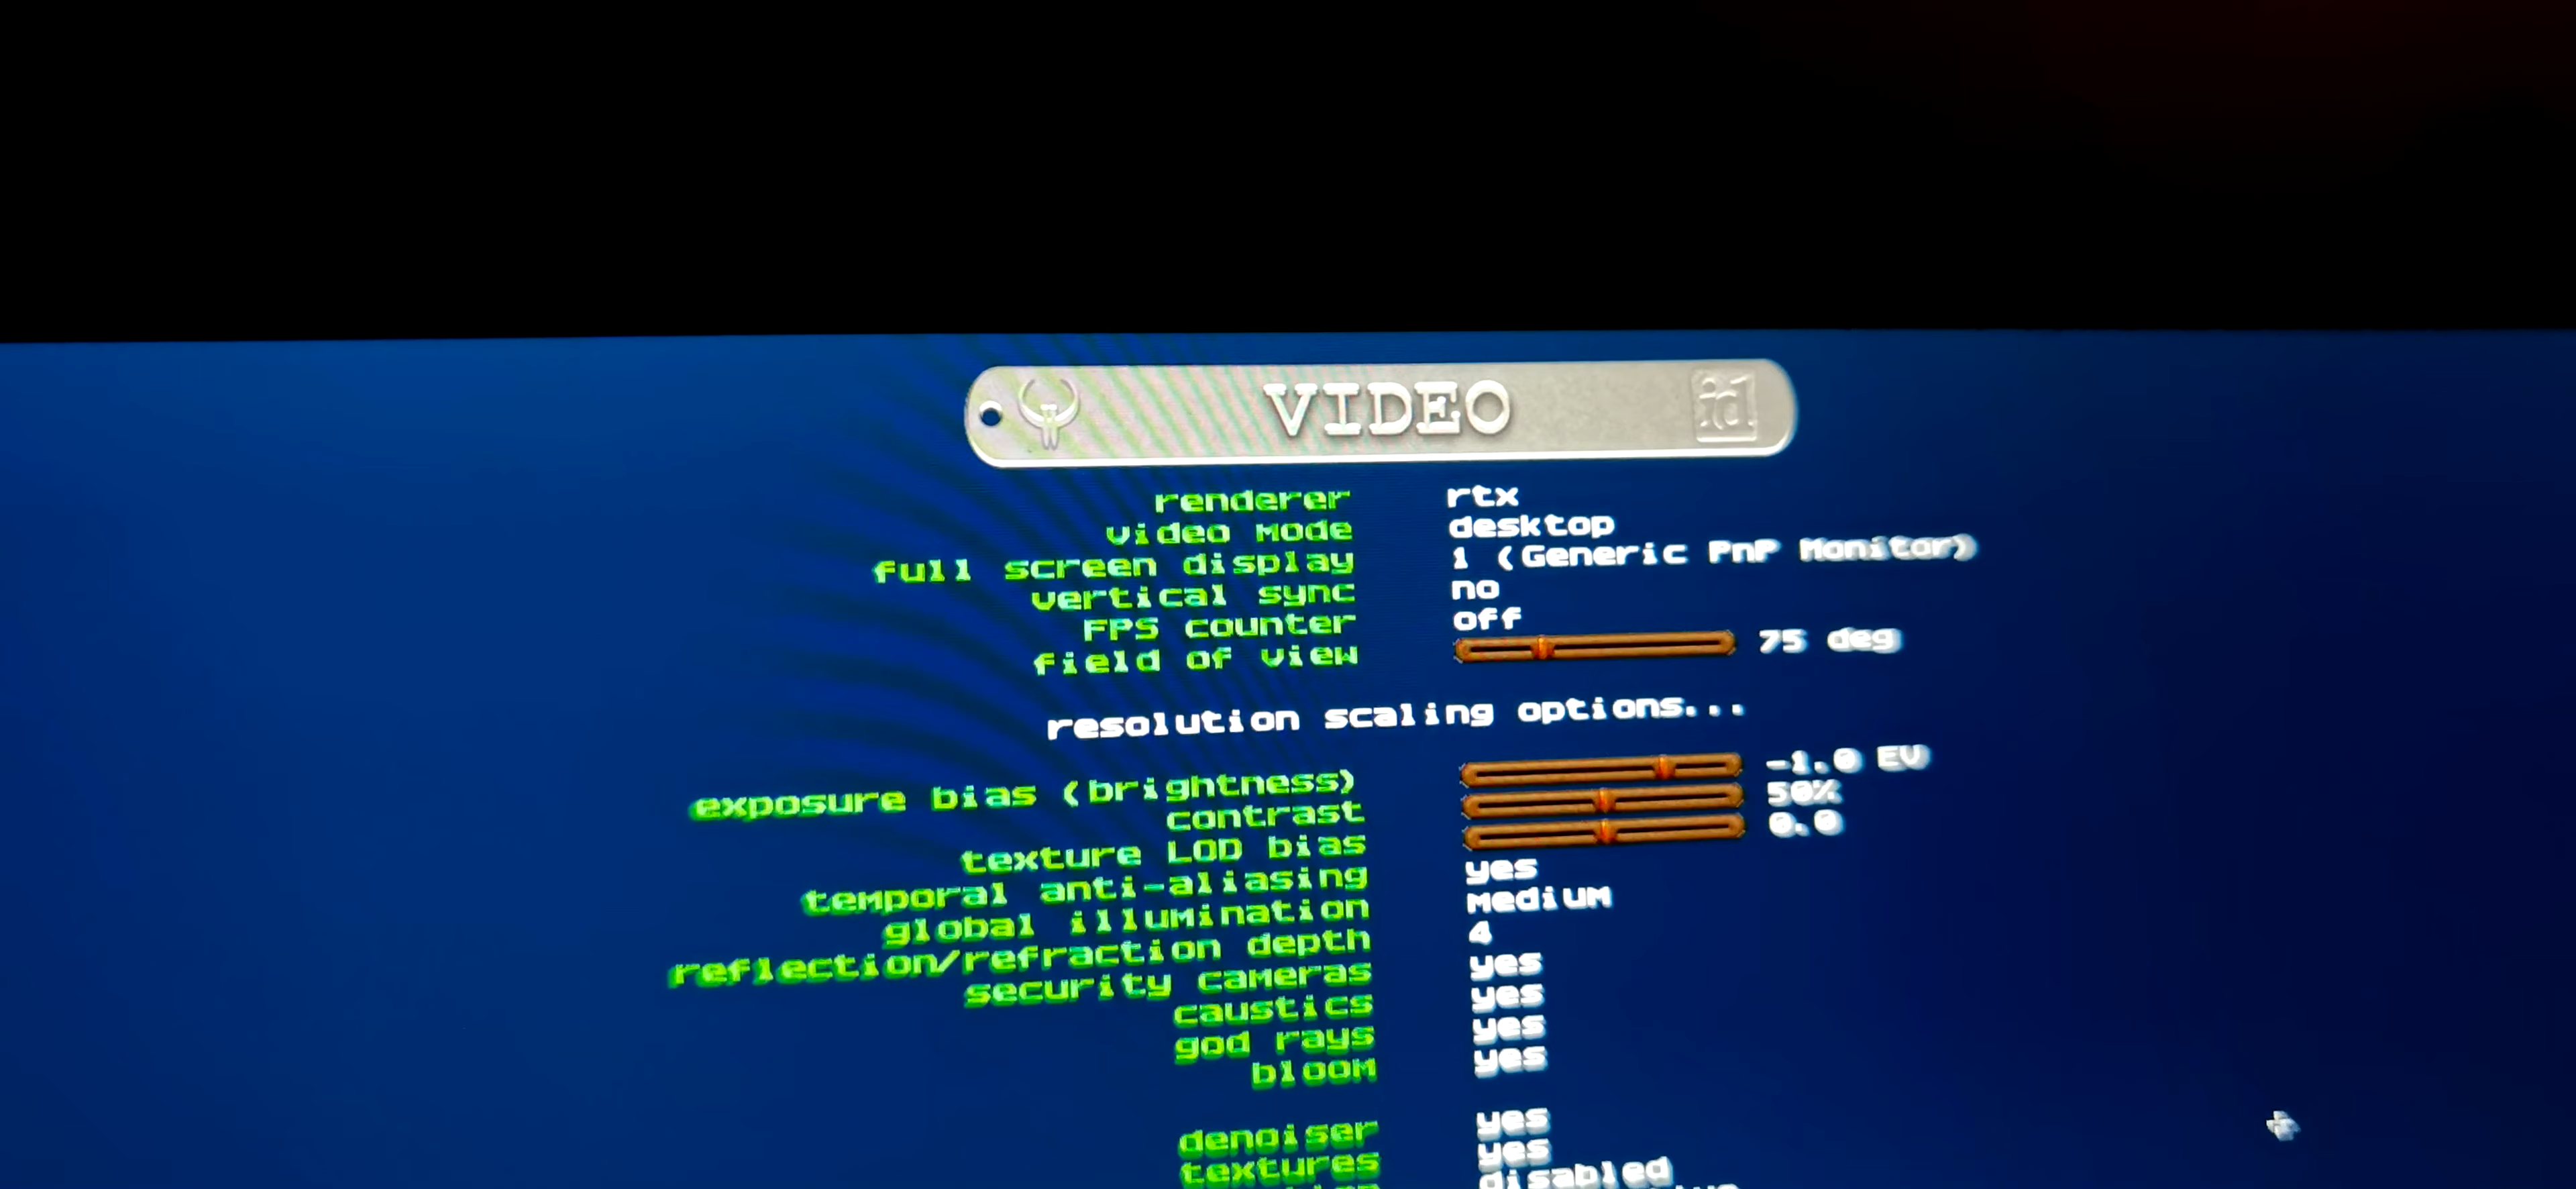 VIDEO id
renderer rtx
video mode desktop
full screen display 1 (Generic PnP Monitor)
vertical sync no
FPS counter off
field of view 75 deg
resolution scaling options...
exposure bias (brightness) -1.0 EV
contrast 50%
texture LOD bias 0.0
temporal anti-aliasing yes
global illumination medium
reflection/refraction depth 4
security cameras yes
caustics yes
god rays yes
bloom yes
denoiser yes
textures yes
disabled